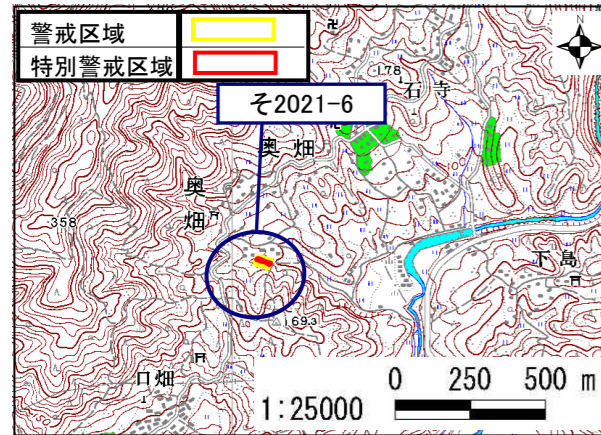 警戒区域
特別警戒区域
そ2021-6
178
石寺
奥畑
奥畑
358
下島
169.3
口畑
0 250 500 m
1:25000